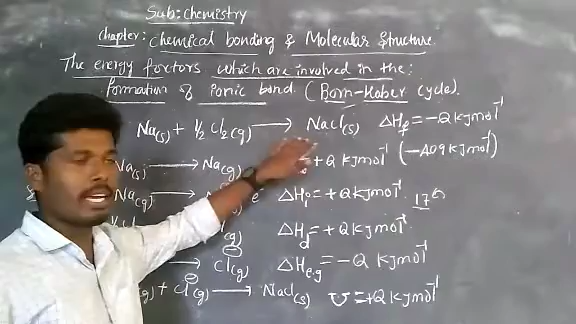 Sub: Chemistry
chapter: Chemical bonding & Molecular structure
The energy factors which are involved in the:
formation of ionic bond (Born-Haber cycle).
Na(s) + 1/2 Cl2(g) → NaCl(s) ΔHf = -Q kJmol⁻¹
Na(s) → Na(g) + Q kJmol⁻¹ (-409 kJmol⁻¹)
Na(g) → e ΔHi = +Q kJmol⁻¹ 17
(g) ΔHd = +Q kJmol⁻¹
→ Cl⁻(g) ΔHe.g = -Q kJmol⁻¹
(g) + Cl⁻(g) → NaCl(s) U = +Q kJmol⁻¹